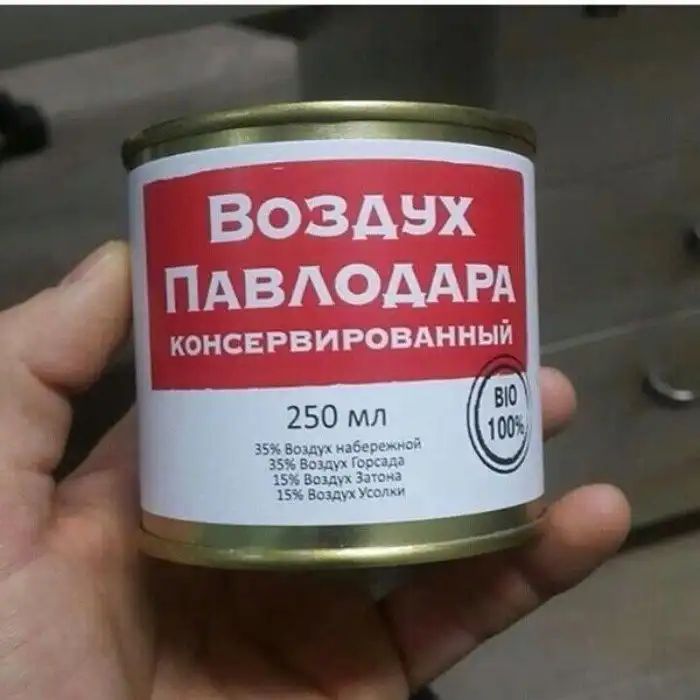 Воздух
Павлодара
консервированный
250 мл
BIO
100%
35% Воздух набережной
35% Воздух Горсада
15% Воздух Затона
15% Воздух Усолки